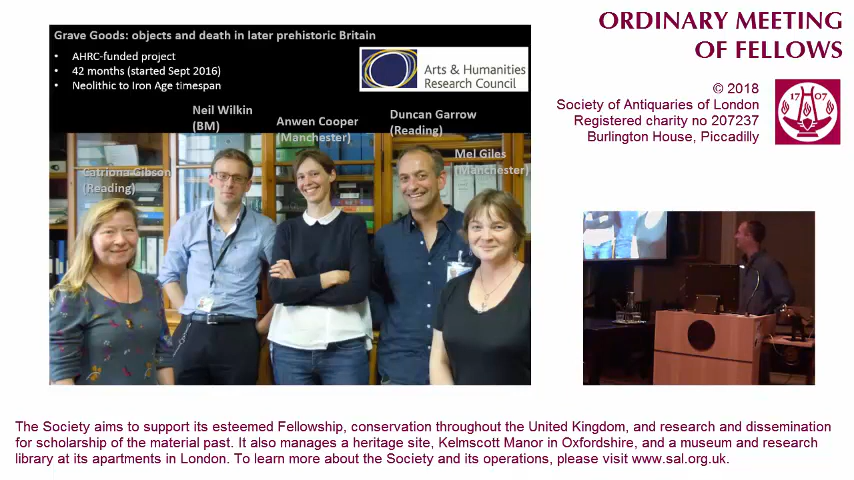 Grave Goods: objects and death in later prehistoric Britain
• AHRC-funded project
• 42 months (started Sept 2016)
• Neolithic to Iron Age timespan
Arts & Humanities
Research Council
Neil Wilkin
(BM)
Anwen Cooper
(Manchester)
Duncan Garrow
(Reading)
Mel Giles
(Manchester)
Catriona Gibson
(Reading)
ORDINARY MEETING
OF FELLOWS
© 2018
Society of Antiquaries of London
Registered charity no 207237
Burlington House, Piccadilly
17 07
The Society aims to support its esteemed Fellowship, conservation throughout the United Kingdom, and research and dissemination
for scholarship of the material past. It also manages a heritage site, Kelmscott Manor in Oxfordshire, and a museum and research
library at its apartments in London. To learn more about the Society and its operations, please visit www.sal.org.uk.